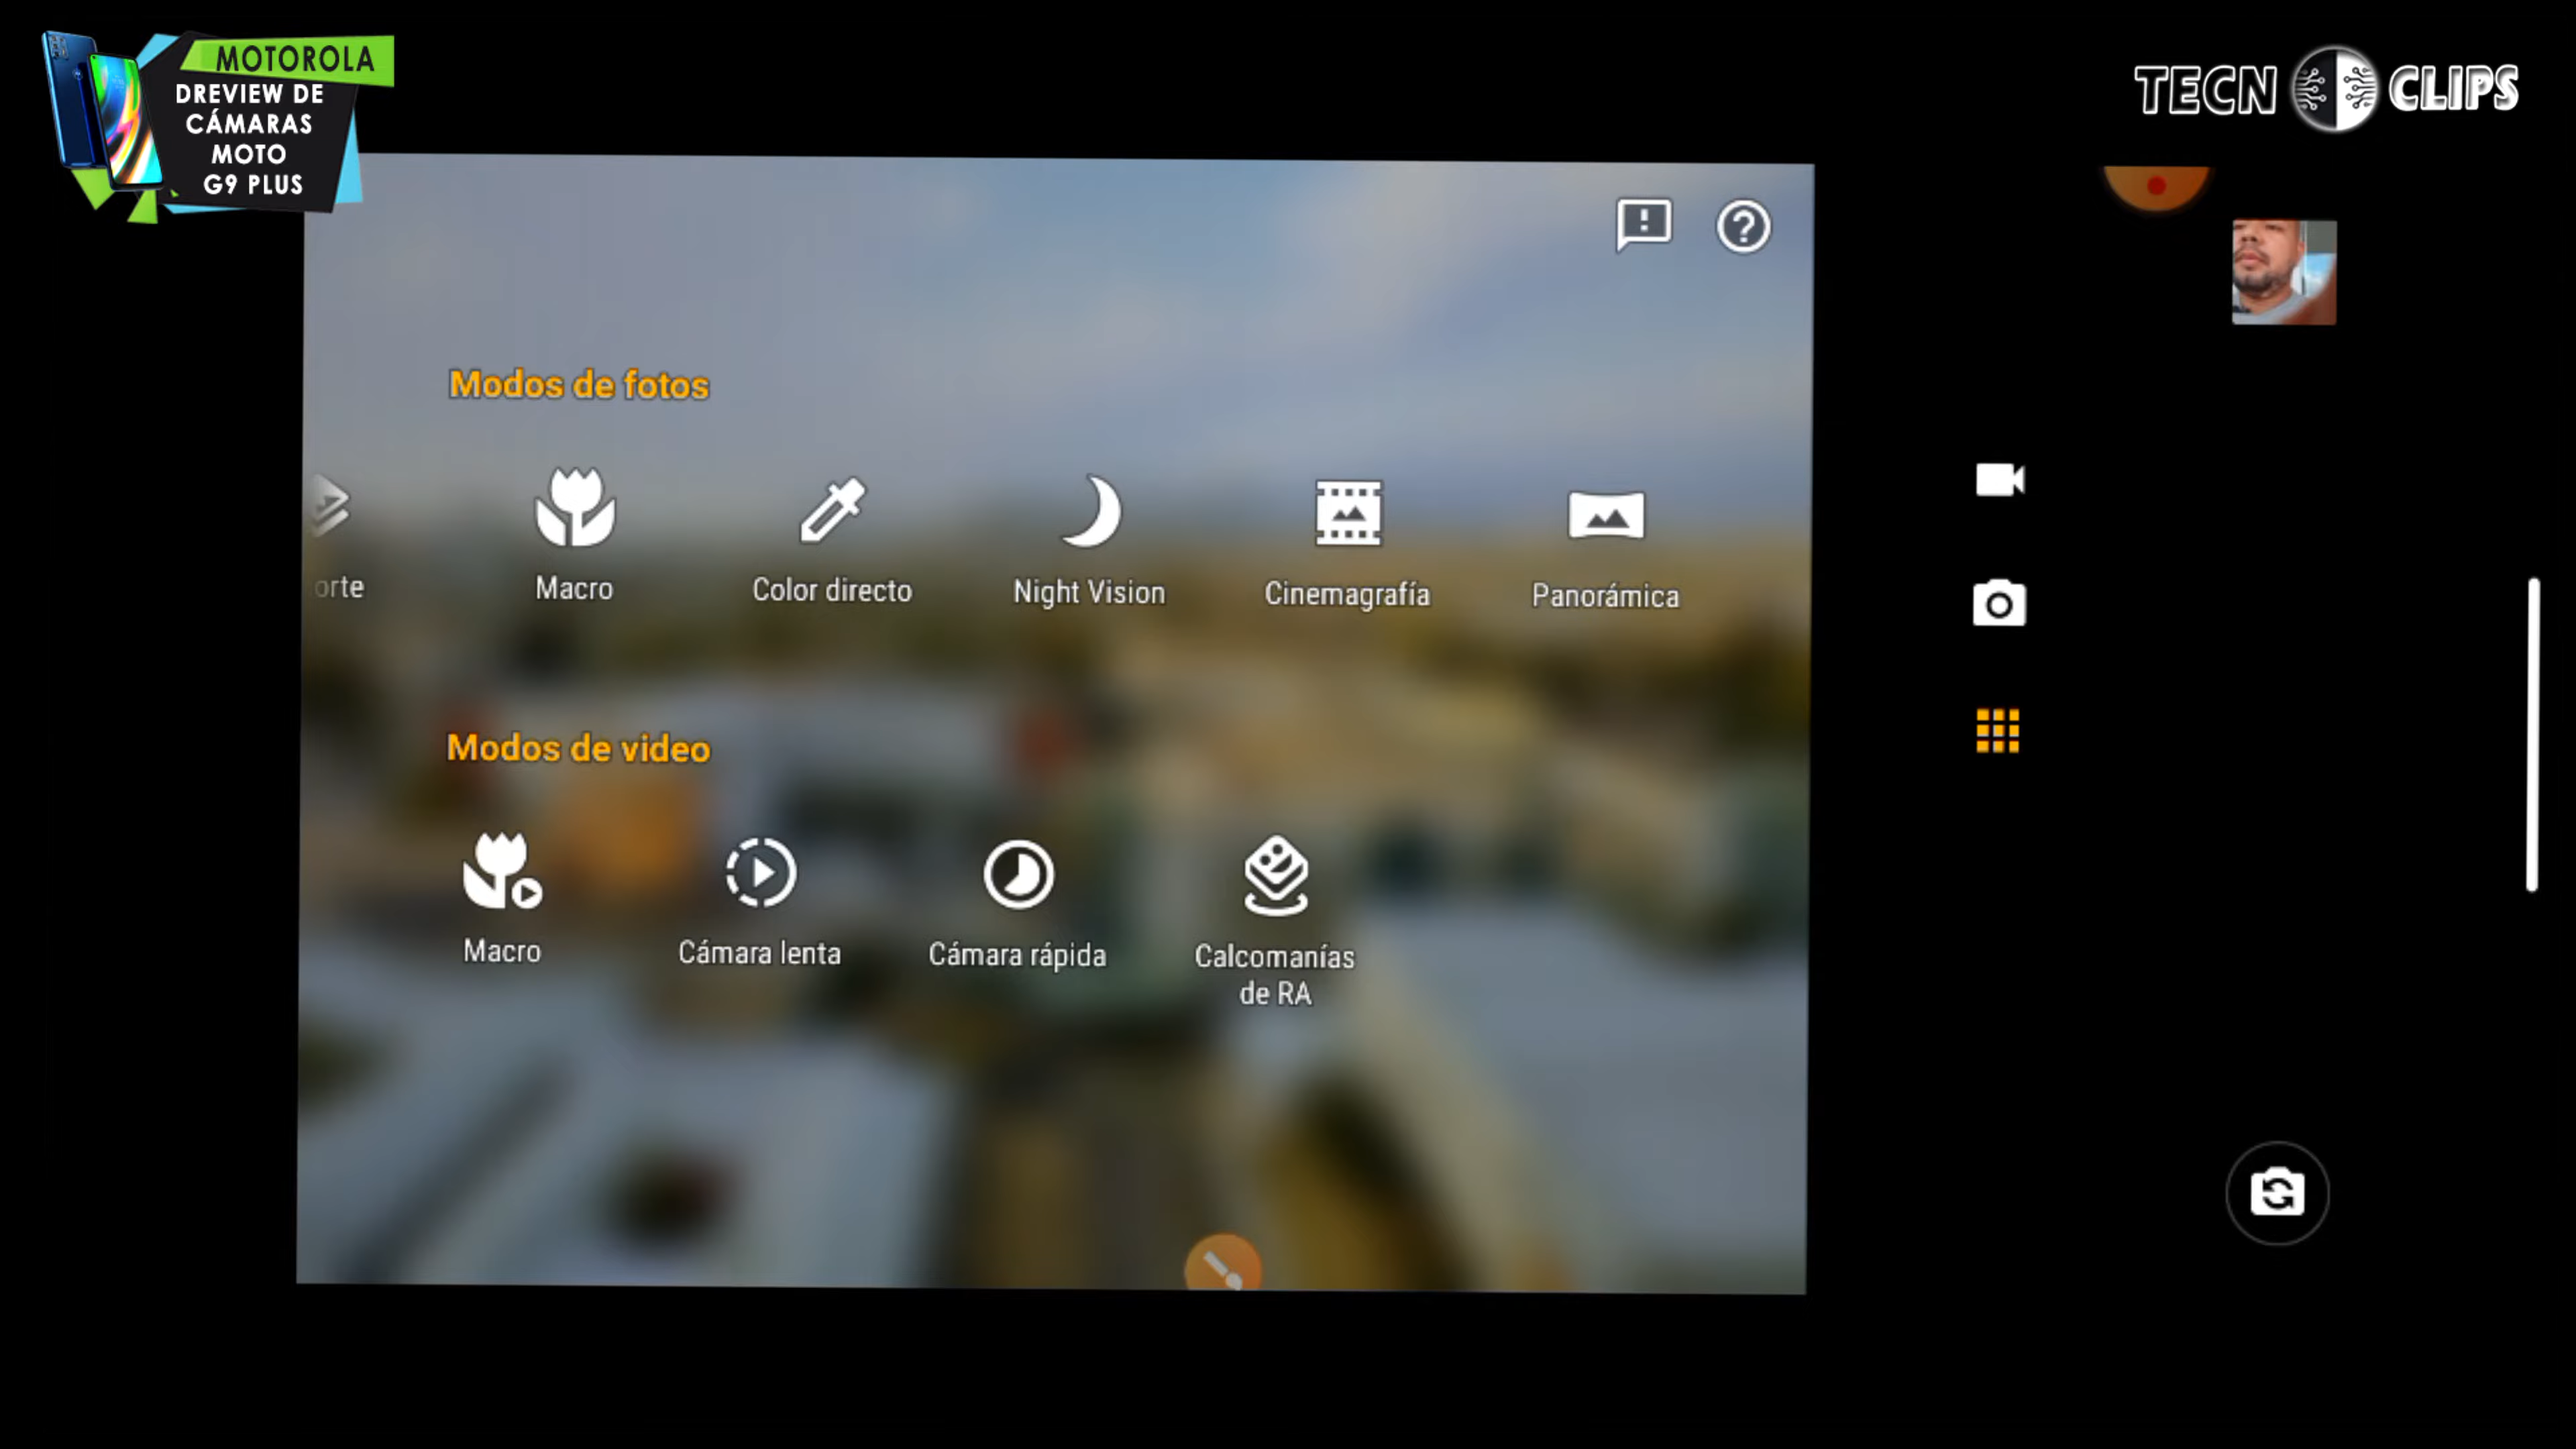 MOTOROLA
DREVIEW DE
CÁMARAS
MOTO
G9 PLUS
TECN CLIPS
Modos de fotos
orte
Macro
Color directo
Night Vision
Cinemagrafía
Panorámica
Modos de video
Macro
Cámara lenta
Cámara rápida
Calcomanías
de RA